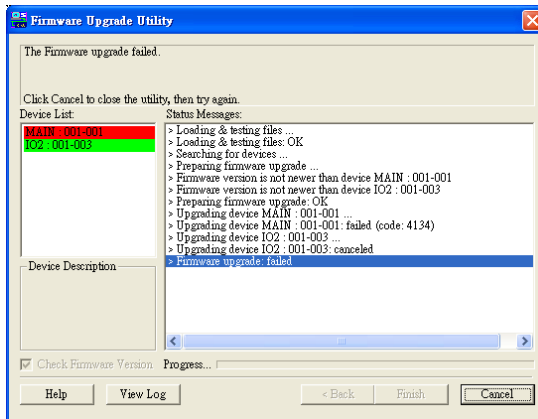 Firmware Upgrade Utility
The Firmware upgrade failed.
Click Cancel to close the utility, then try again.
Device List:
MAIN : 001-001
IO2 : 001-003
Status Messages:
> Loading & testing files ...
> Loading & testing files: OK
> Searching for devices ...
> Preparing firmware upgrade ...
> Firmware version is not newer than device MAIN : 001-001
> Firmware version is not newer than device IO2 : 001-003
> Preparing firmware upgrade: OK
> Upgrading device MAIN : 001-001 ...
> Upgrading device MAIN : 001-001: failed (code: 4134)
> Upgrading device IO2 : 001-003 ...
> Upgrading device IO2 : 001-003: canceled
> Firmware upgrade: failed
Device Description
Check Firmware Version Progress...
Help View Log < Back Finish Cancel